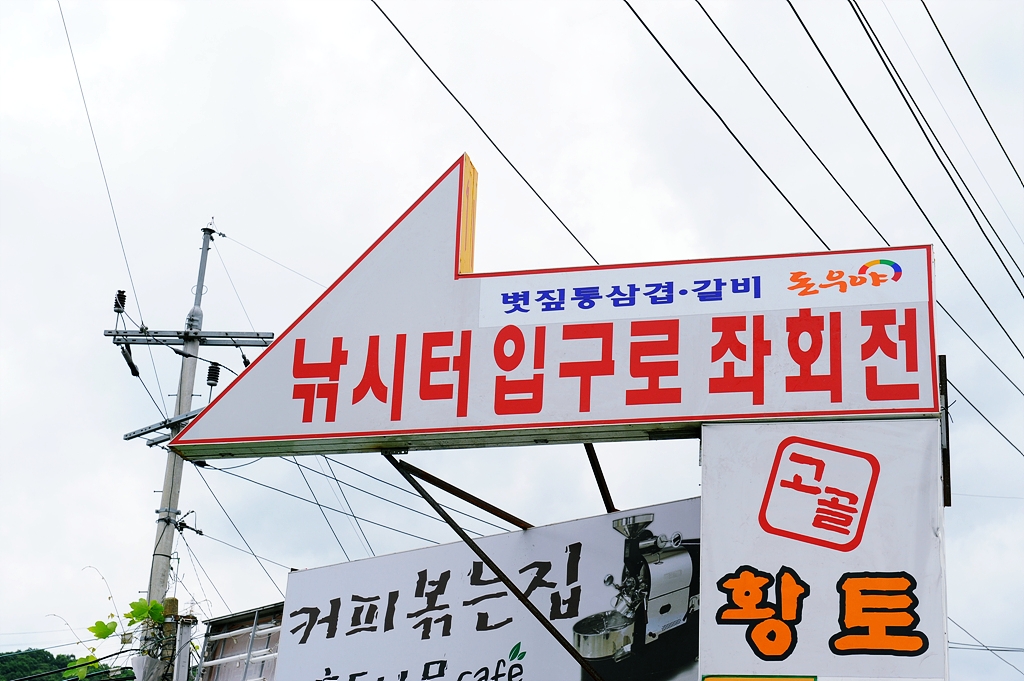 볏짚통삼겹·갈비 돈우야
낚시터 입구로 좌회전
고골
황토
커피볶는집
cafe